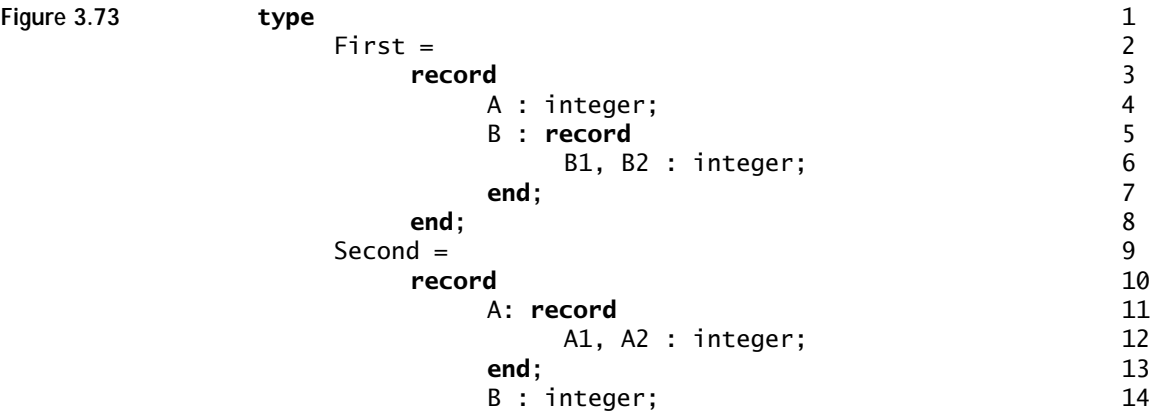 Figure 3.73 type 1
First = 2
record 3
A : integer; 4
B : record 5
B1, B2 : integer; 6
end; 7
end; 8
Second = 9
record 10
A: record 11
A1, A2 : integer; 12
end; 13
B : integer; 14